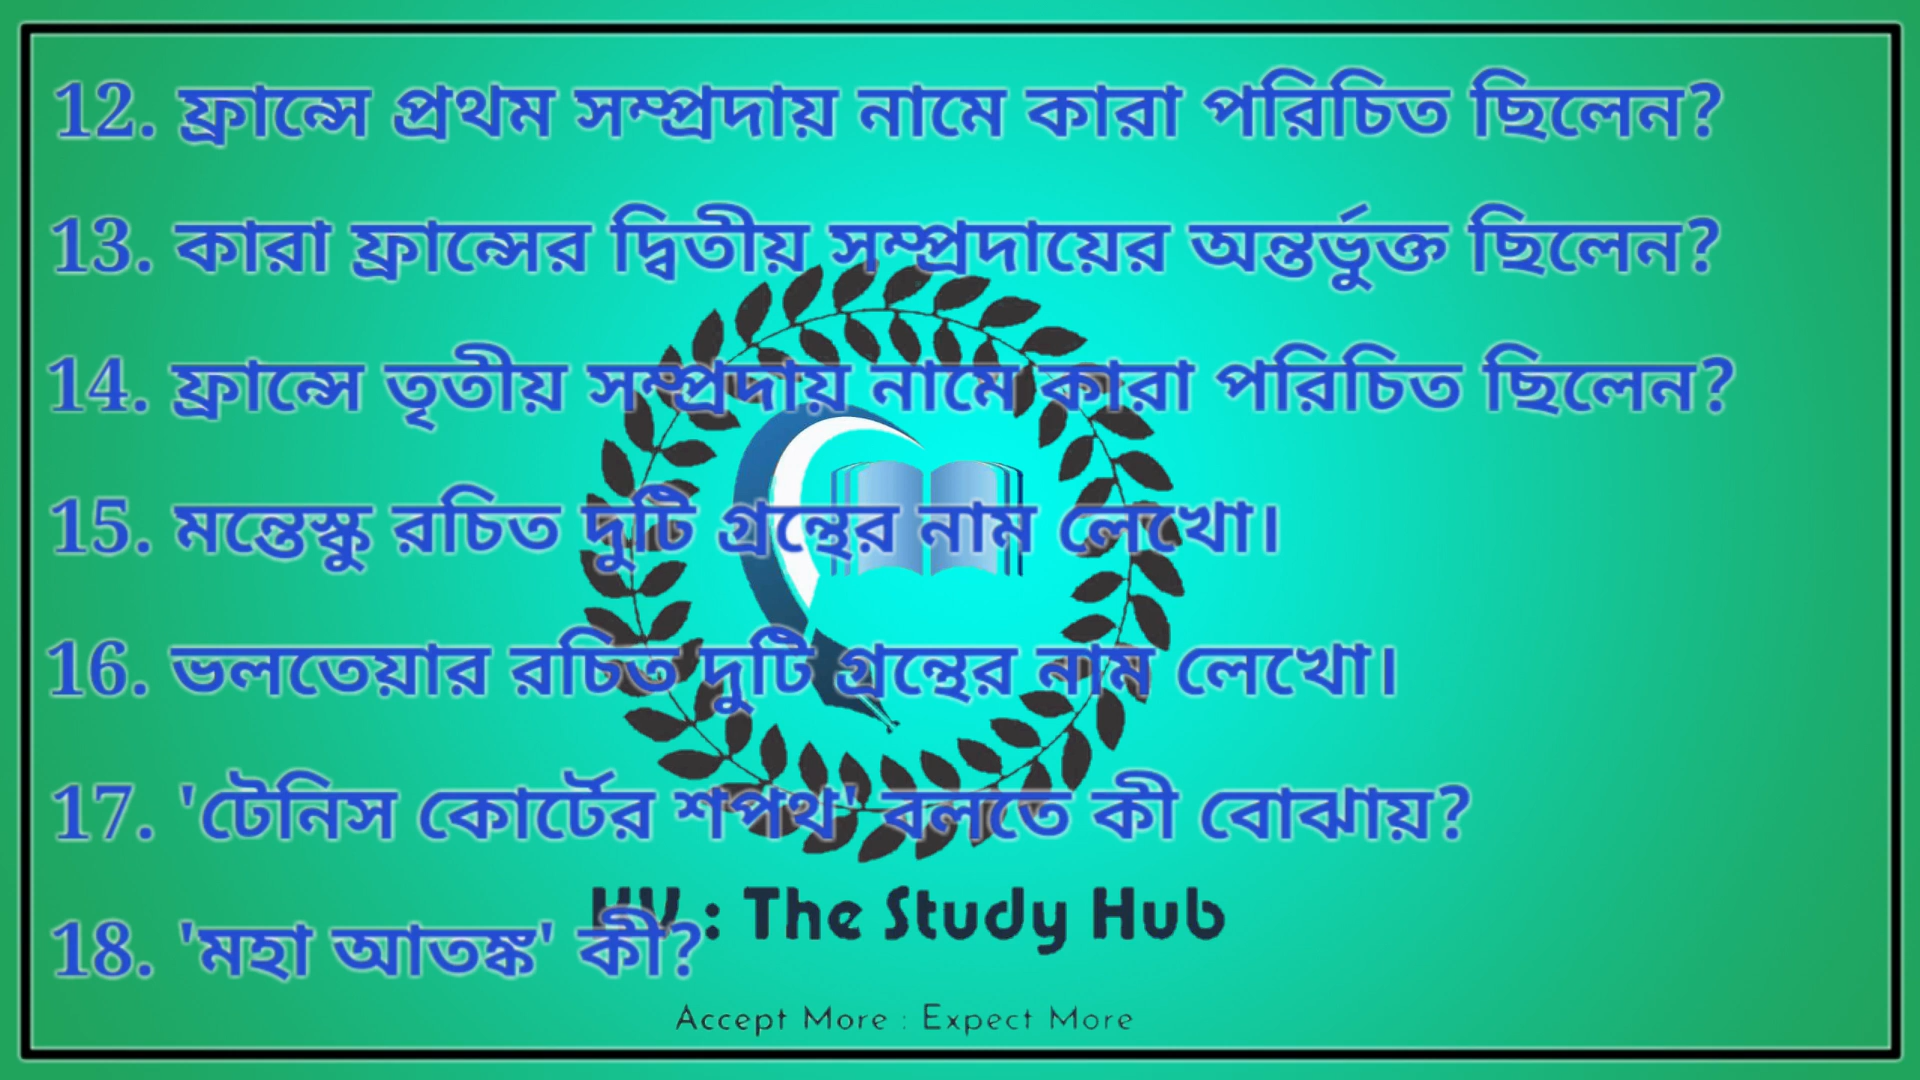 12. ফ্রান্সে প্রথম সম্প্রদায় নামে কারা পরিচিত ছিলেন?
13. কারা ফ্রান্সের দ্বিতীয় সম্প্রদায়ের অন্তর্ভুক্ত ছিলেন?
14. ফ্রান্সে তৃতীয় সম্প্রদায় নামে কারা পরিচিত ছিলেন?
15. মন্তেস্কু রচিত দুটি গ্রন্থের নাম লেখো।
16. ভলতেয়ার রচিত দুটি গ্রন্থের নাম লেখো।
17. 'টেনিস কোর্টের শপথ' বলতে কী বোঝায়?
: The Study Hub
18. 'মহা আতঙ্ক' কী?
Accept More : Expect More